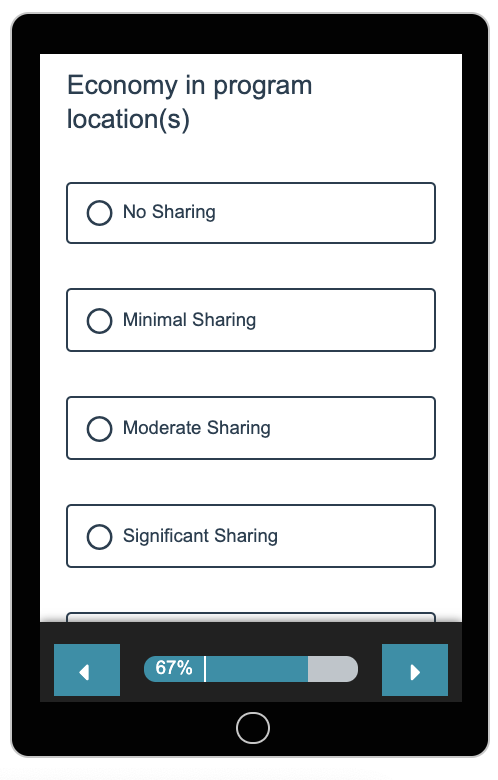 Economy in program
location(s)
No Sharing
Minimal Sharing
Moderate Sharing
Significant Sharing
67%